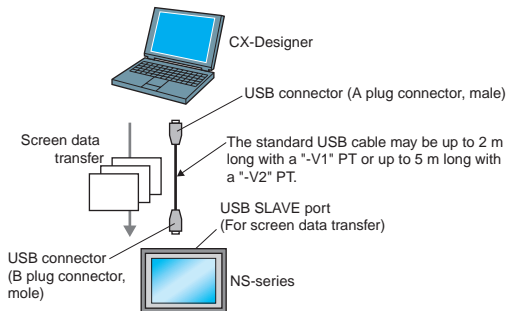 CX-Designer
USB connector (A plug connector, male)
Screen data
transfer
The standard USB cable may be up to 2 m
long with a "-V1" PT or up to 5 m long with
a "-V2" PT.
USB SLAVE port
(For screen data transfer)
USB connector
(B plug connector,
mole)
NS-series